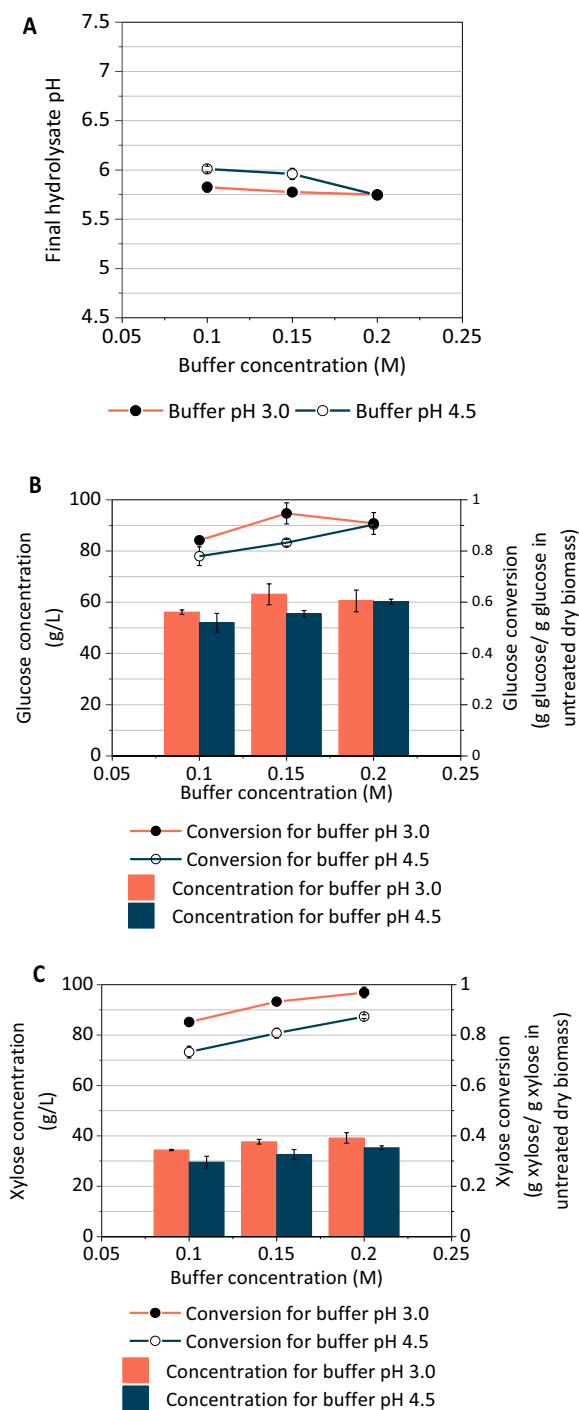 A
7.5
7
6.5
6
5.5
5
4.5
Final hydrolysate pH
0.05
0.1
0.15
0.2
0.25
Buffer concentration (M)
Buffer pH 3.0
Buffer pH 4.5
B
100
80
60
40
20
0
Glucose concentration
(g/L)
1
0.8
0.6
0.4
0.2
0
Glucose conversion
(g glucose/ g glucose in
untreated dry biomass)
0.05
0.1
0.15
0.2
0.25
Buffer concentration (M)
Conversion for buffer pH 3.0
Conversion for buffer pH 4.5
Concentration for buffer pH 3.0
Concentration for buffer pH 4.5
C
100
80
60
40
20
0
Xylose concentration
(g/L)
1
0.8
0.6
0.4
0.2
0
Xylose conversion
(g xylose/ g xylose in
untreated dry biomass)
0.05
0.1
0.15
0.2
0.25
Buffer concentration (M)
Conversion for buffer pH 3.0
Conversion for buffer pH 4.5
Concentration for buffer pH 3.0
Concentration for buffer pH 4.5